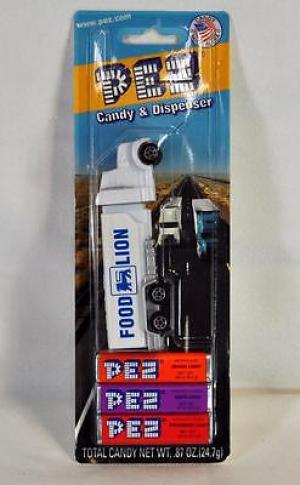 www.pez.com
PEZ
Candy & Dispenser
FOOD LION
PEZ
PEZ
PEZ
TOTAL CANDY NET WT. .87 OZ.(24.7g)